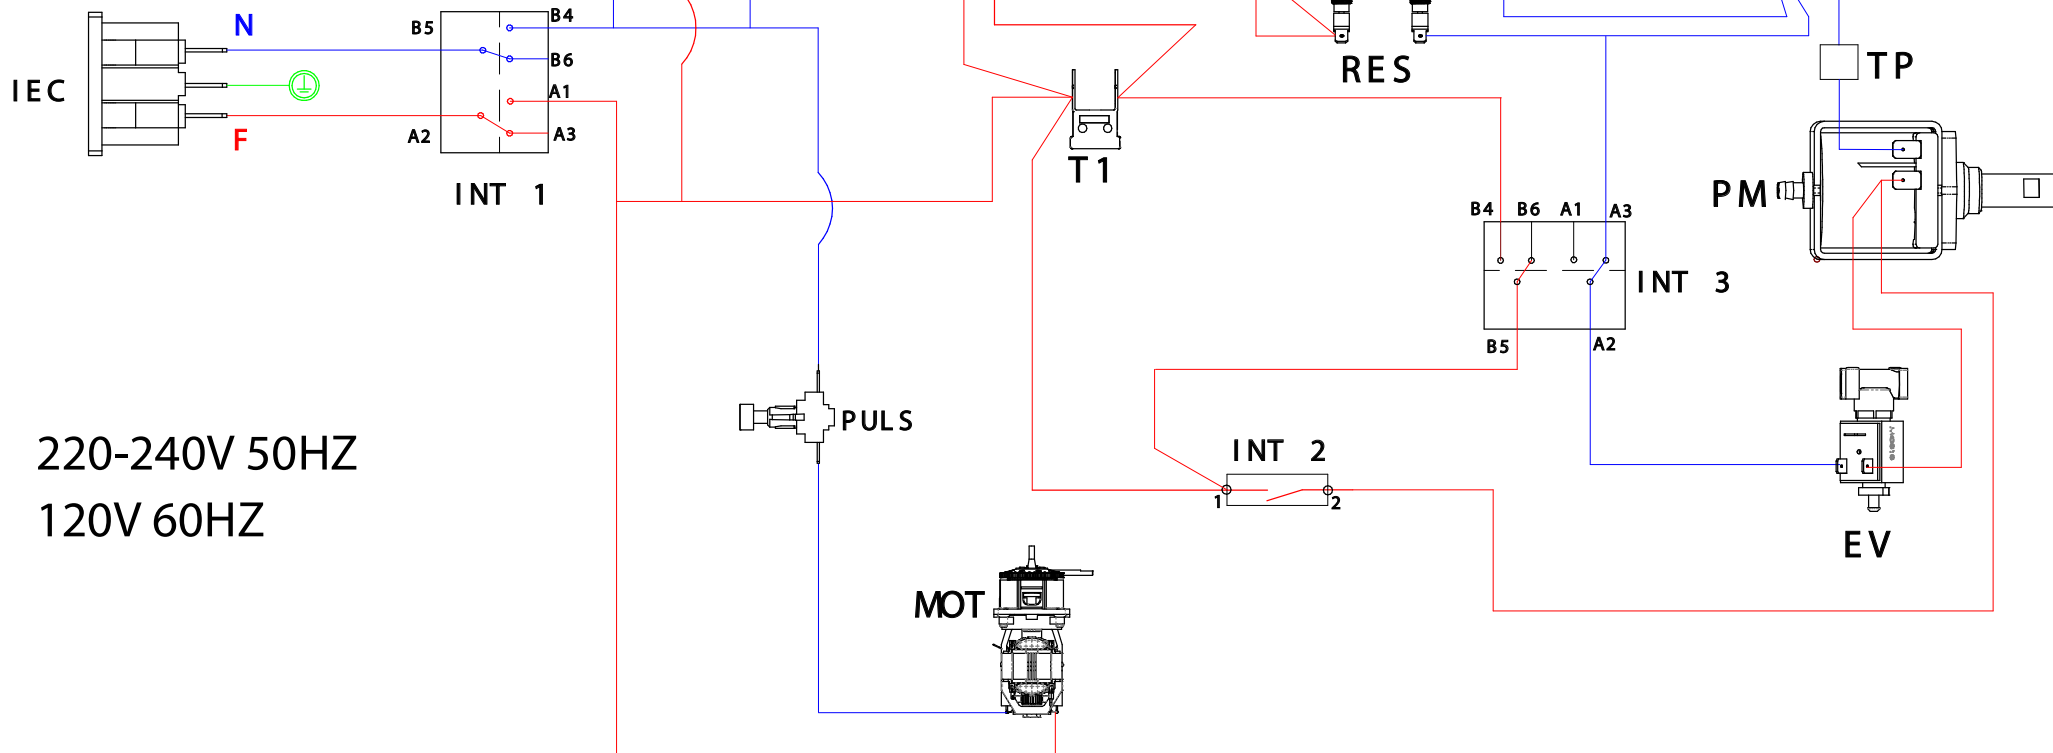 N
B5
B4
B6
IEC
A1
F
A2
A3
INT 1
RES
TP
T1
PM
B4 B6 A1 A3
INT 3
B5
A2
PULS
INT 2
1
2
220-240V 50HZ
120V 60HZ
EV
MOT